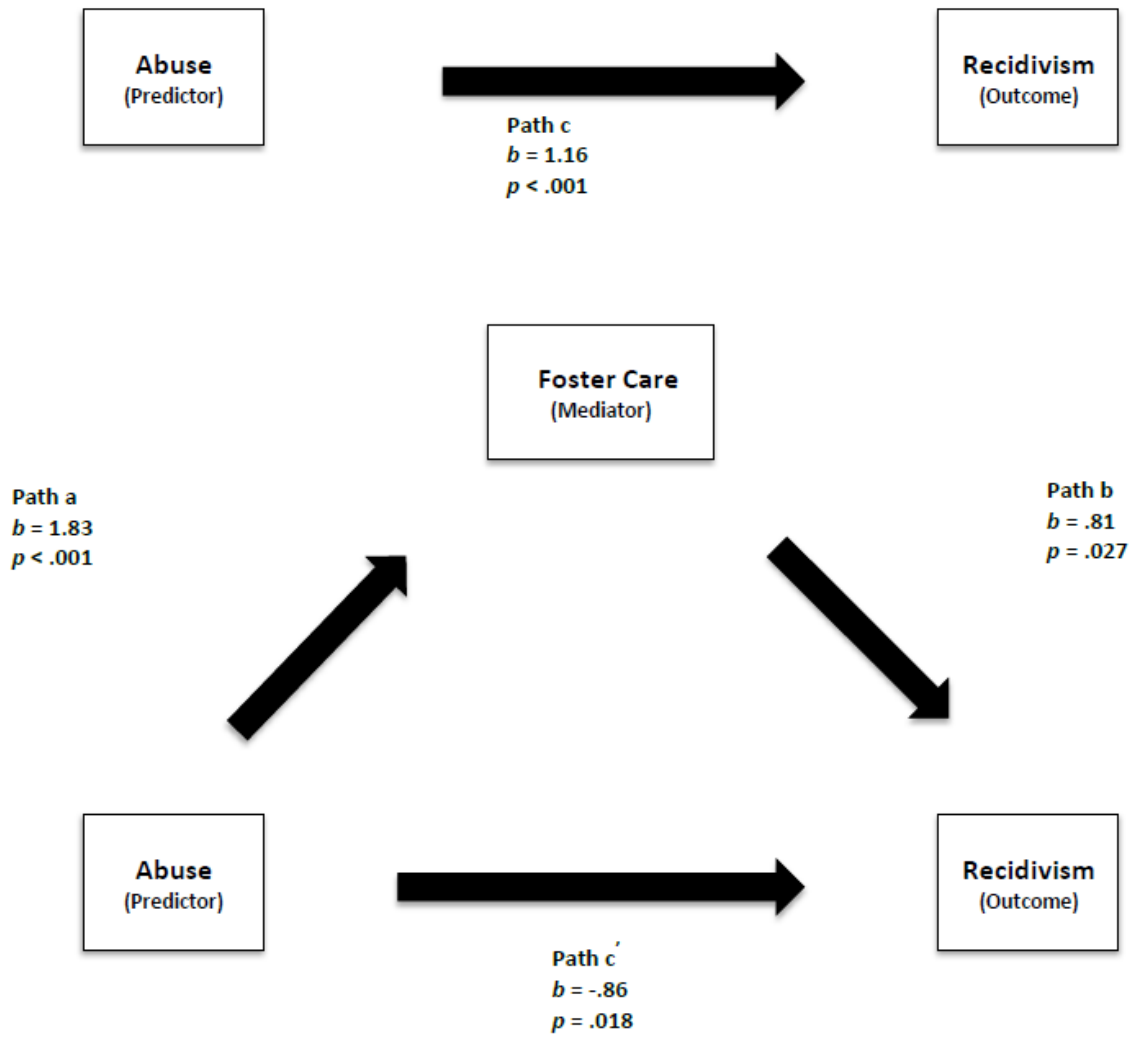 Abuse
(Predictor)
Recidivism
(Outcome)
Path c
b = 1.16
p < .001
Foster Care
(Mediator)
Path a
b = 1.83
p < .001
Path b
b = .81
p = .027
Abuse
(Predictor)
Recidivism
(Outcome)
Path c′
b = -.86
p = .018